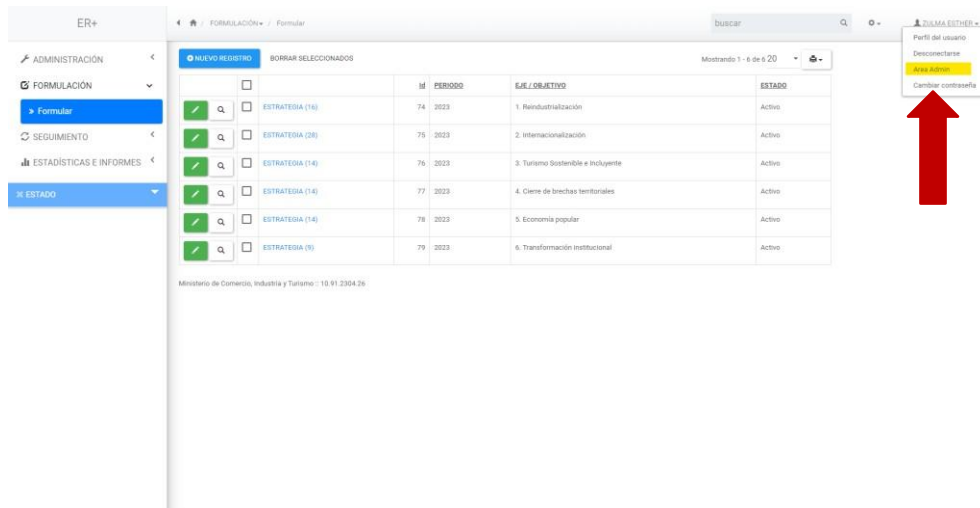 ER+
/ FORMULACIÓN / Formular
buscar
ZULMA ESTHER
Perfil del usuario
Desconectarse
Area Admin
Cambiar contraseña
ADMINISTRACIÓN
FORMULACIÓN
» Formular
SEGUIMIENTO
ESTADÍSTICAS E INFORMES
ESTADO
NUEVO REGISTRO BORRAR SELECCIONADOS Mostrando 1 - 6 de 6 20
Id PERIODO EJE / OBJETIVO ESTADO
ESTRATEGIA (16) 74 2023 1. Reindustrialización Activo
ESTRATEGIA (28) 75 2023 2. Internacionalización Activo
ESTRATEGIA (14) 76 2023 3. Turismo Sostenible e Incluyente Activo
ESTRATEGIA (14) 77 2023 4. Cierre de brechas territoriales Activo
ESTRATEGIA (14) 78 2023 5. Economía popular Activo
ESTRATEGIA (9) 79 2023 6. Transformación Institucional Activo
Ministerio de Comercio, Industria y Turismo :: 10.91.2304.26